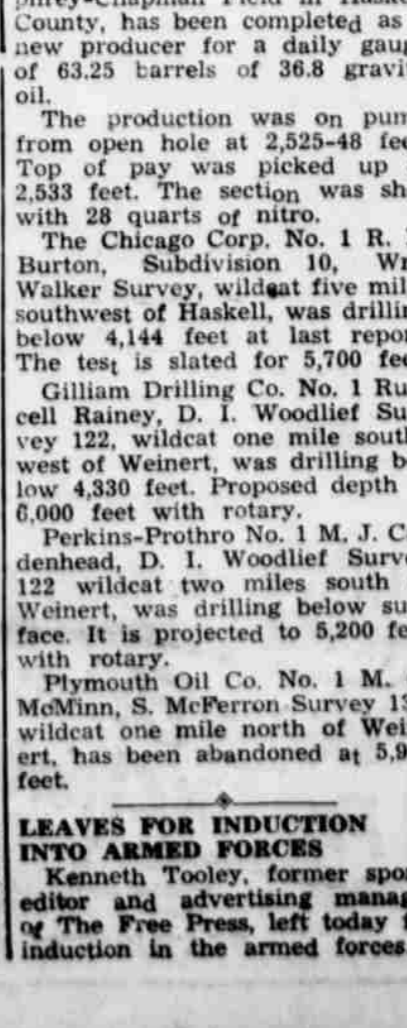 County, has been completed as
new producer for a daily gaug
of 63.25 barrels of 36.8 gravit
oil.
The production was on pum
from open hole at 2,525-48 fee
Top of pay was picked up
2,533 feet. The section was sh
with 28 quarts of nitro.
The Chicago Corp. No. 1 R.
Burton, Subdivision 10, Wr
Walker Survey, wildcat five mil
southwest of Haskell, was drillin
below 4,144 feet at last repor
The test is slated for 5,700 fee
Gilliam Drilling Co. No. 1 Ru
cell Rainey, D. I. Woodlief Su
vey 122, wildcat one mile south
west of Weinert, was drilling b
low 4,330 feet. Proposed depth
6,000 feet with rotary.
Perkins-Prothro No. 1 M. J. C
denhead, D. I. Woodlief Surve
122 wildcat two miles south
Weinert, was drilling below su
face. It is projected to 5,200 fe
with rotary.
Plymouth Oil Co. No. 1 M.
McMinn, S. McFerron Survey 13
wildcat one mile north of Wei
ert, has been abandoned at 5,9
feet.
LEAVES FOR INDUCTION
INTO ARMED FORCES
Kenneth Tooley, former spor
editor and advertising manag
of The Free Press, left today f
induction in the armed forces